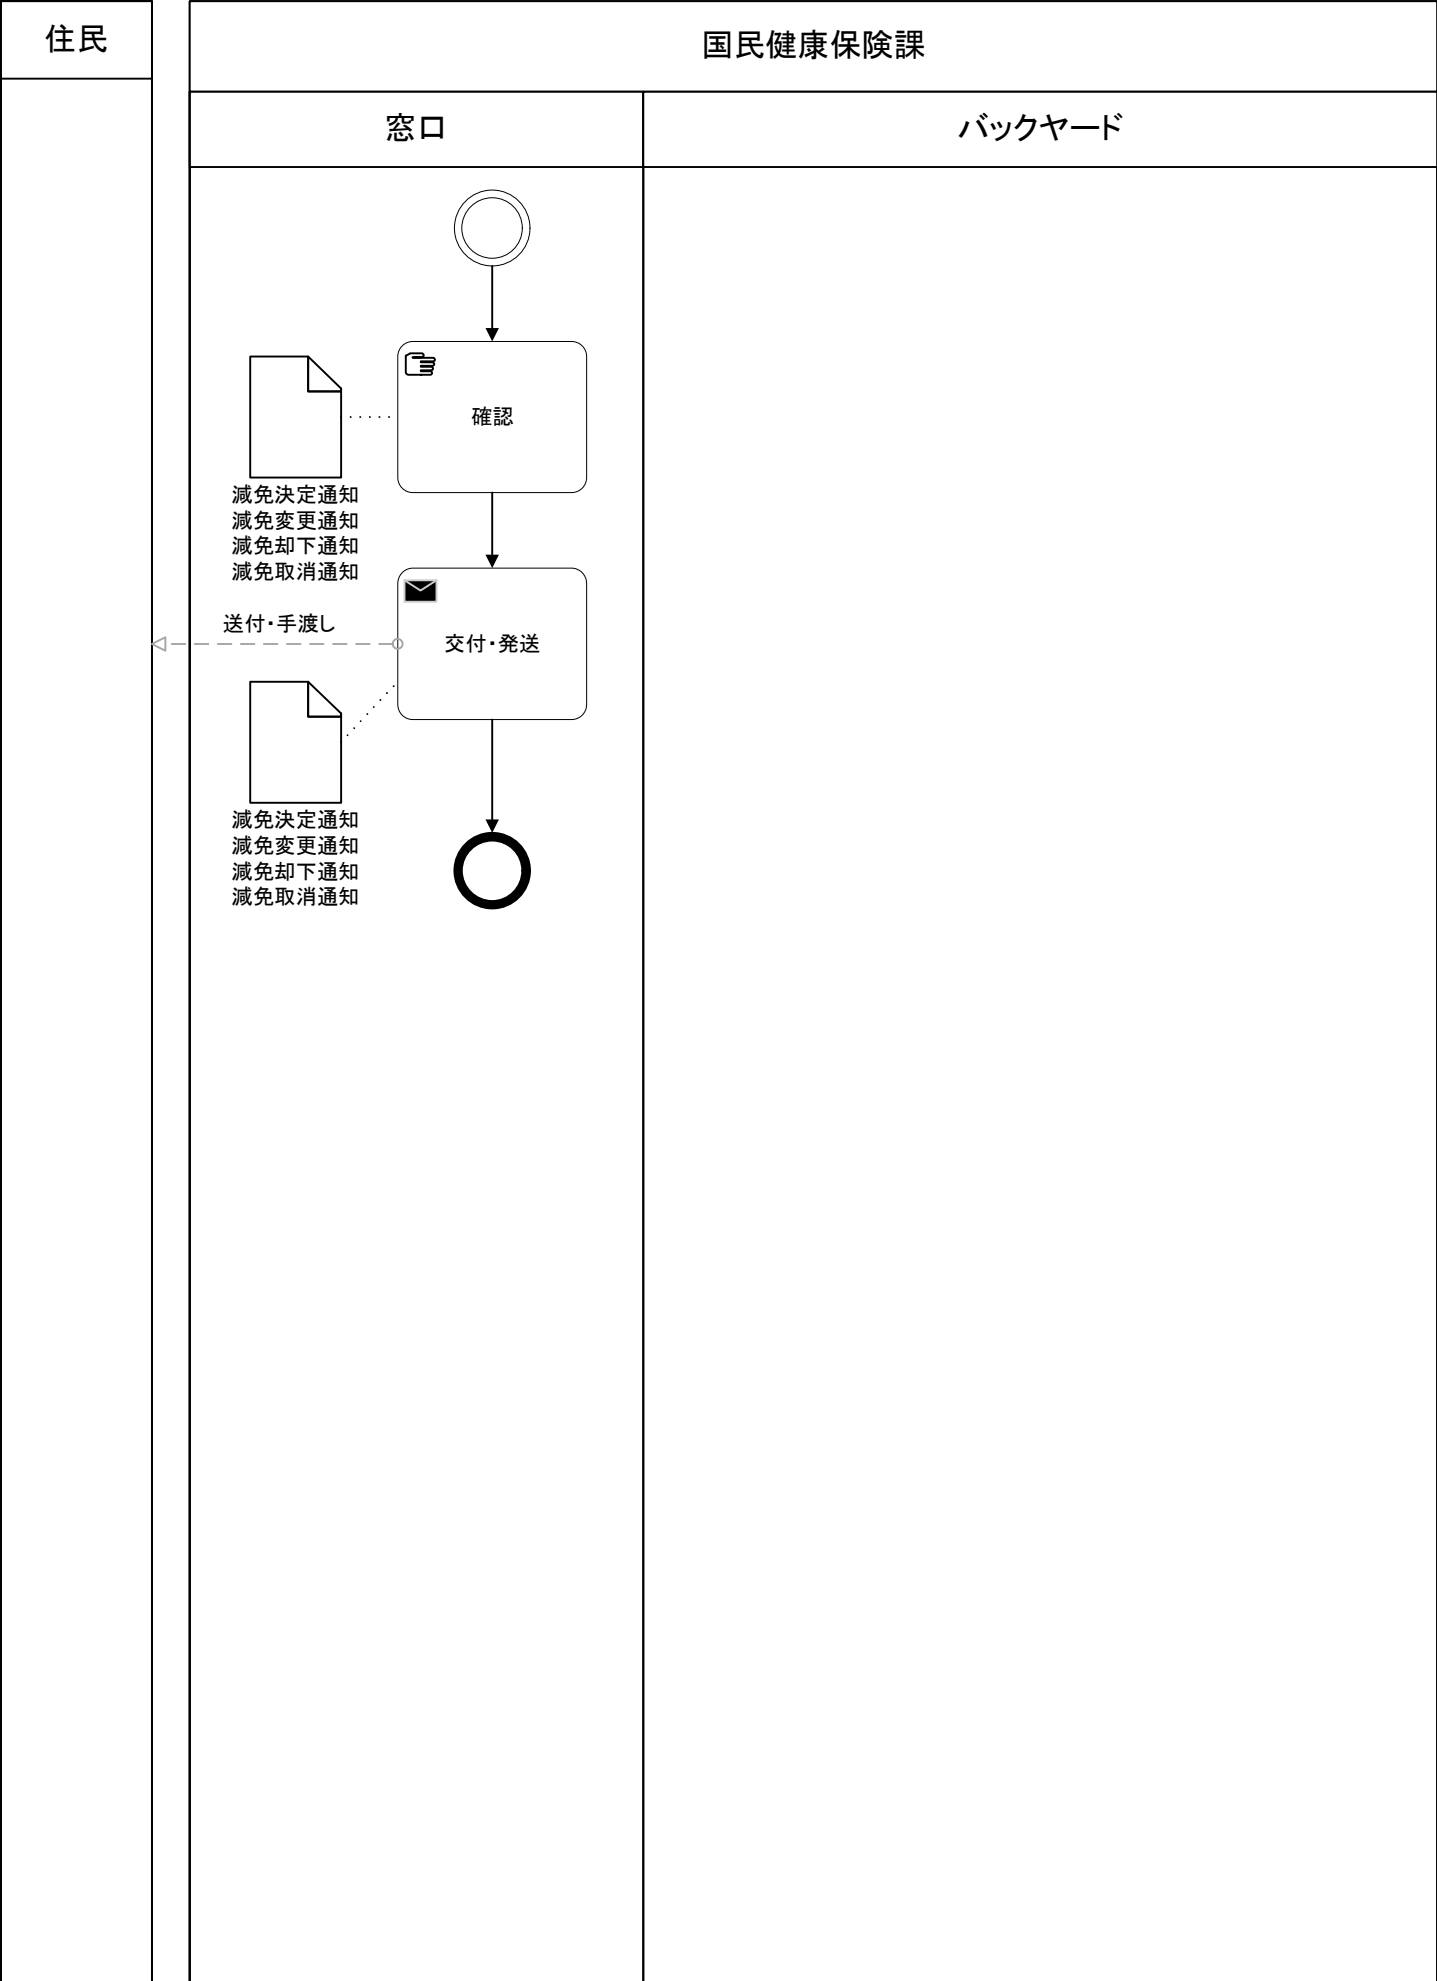 住民
国民健康保険課
窓口
バックヤード
確認
減免決定通知
減免変更通知
減免却下通知
減免取消通知
送付・手渡し
交付・発送
減免決定通知
減免変更通知
減免却下通知
減免取消通知